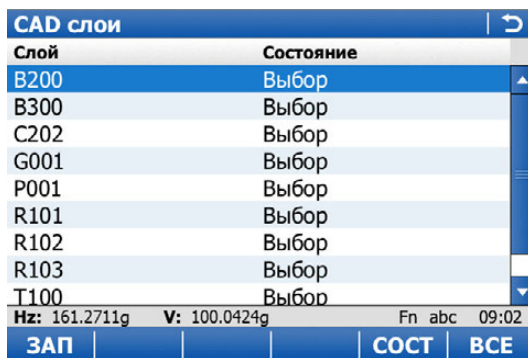 CAD слои
Слой Состояние
B200 Выбор
B300 Выбор
C202 Выбор
G001 Выбор
P001 Выбор
R101 Выбор
R102 Выбор
R103 Выбор
T100 Выбор
Hz: 161.2711g V: 100.0424g Fn abc 09:02
ЗАП СОСТ ВСЕ